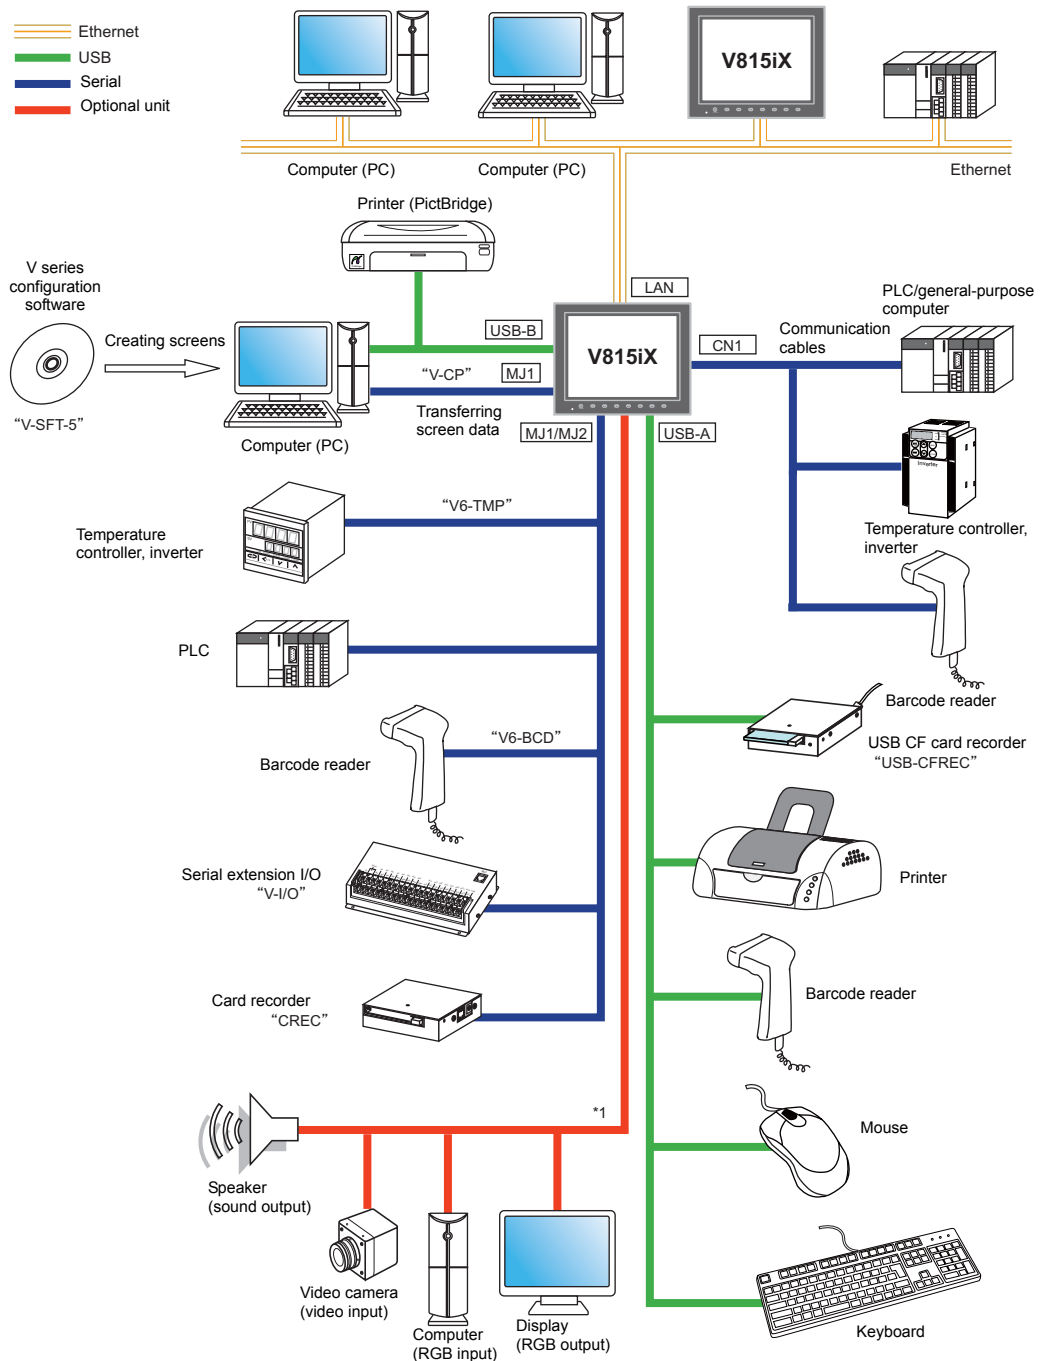 Ethernet
USB
Serial
Optional unit
V815iX
Computer (PC)
Computer (PC)
Ethernet
Printer (PictBridge)
V series
configuration
software
Creating screens
“V-SFT-5”
Computer (PC)
USB-B
“V-CP”
MJ1
Transferring
screen data
LAN
V815iX
CN1
Communication
cables
PLC/general-purpose
computer
MJ1/MJ2
USB-A
Inverter
Temperature controller,
inverter
Barcode reader
“V6-TMP”
Temperature
controller, inverter
PLC
“V6-BCD”
Barcode reader
Serial extension I/O
“V-I/O”
Card recorder
“CREC”
USB CF card recorder
“USB-CFREC”
Printer
Barcode reader
Mouse
Keyboard
*1
Speaker
(sound output)
Video camera
(video input)
Computer
(RGB input)
Display
(RGB output)